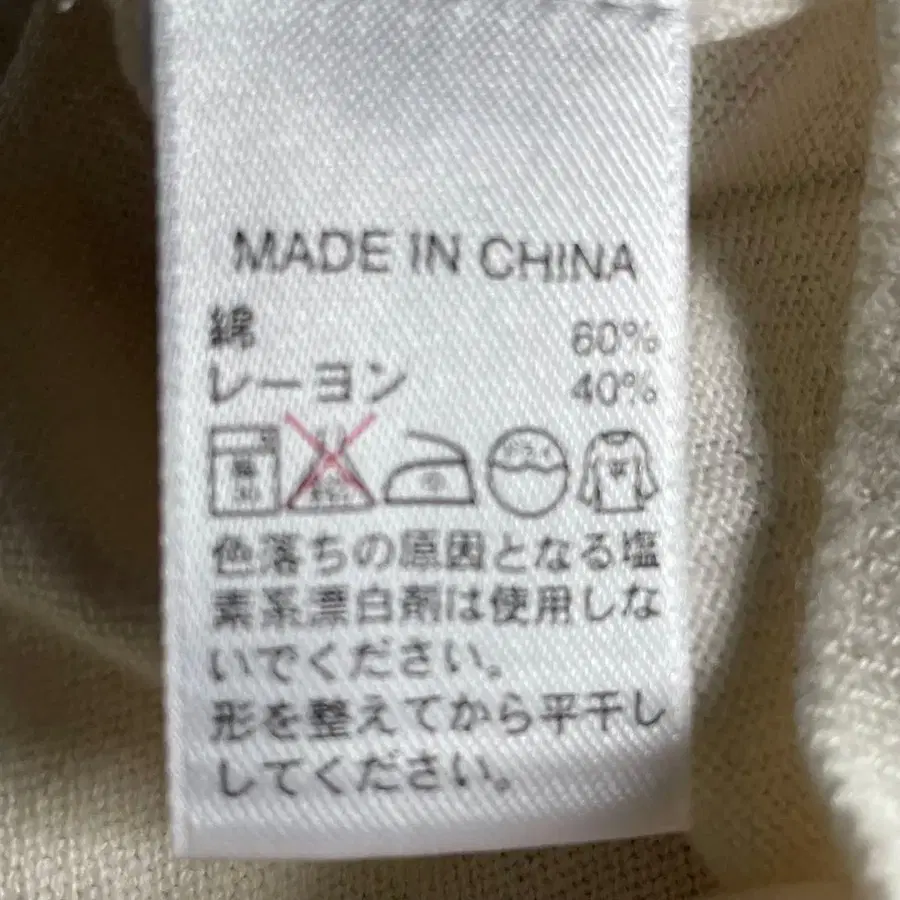 MADE IN CHINA
綿 60%
レーヨン 40%
色落ちの原因となる塩
素系漂白剤は使用しな
いでください。
形を整えてから平干し
してください。